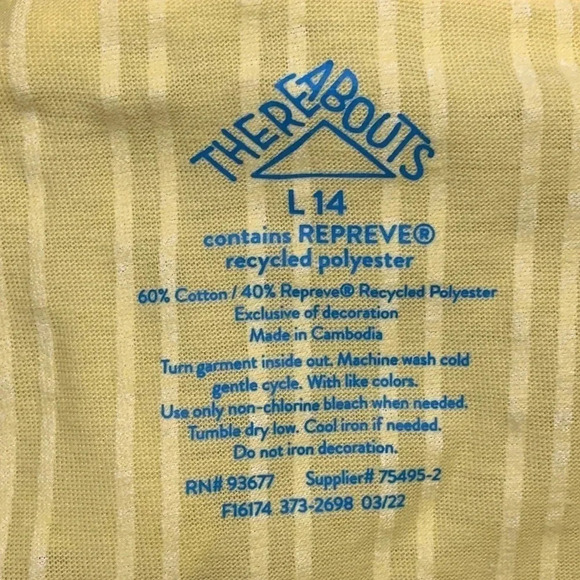 THEREABOUTS
L 14
contains REPREVE®
recycled polyester
60% Cotton / 40% Repreve® Recycled Polyester
Exclusive of decoration
Made in Cambodia
Turn garment inside out. Machine wash cold
gentle cycle. With like colors.
Use only non-chlorine bleach when needed.
Tumble dry low. Cool iron if needed.
Do not iron decoration.
RN# 93677 Supplier# 75495-2
F16174 373-2698 03/22